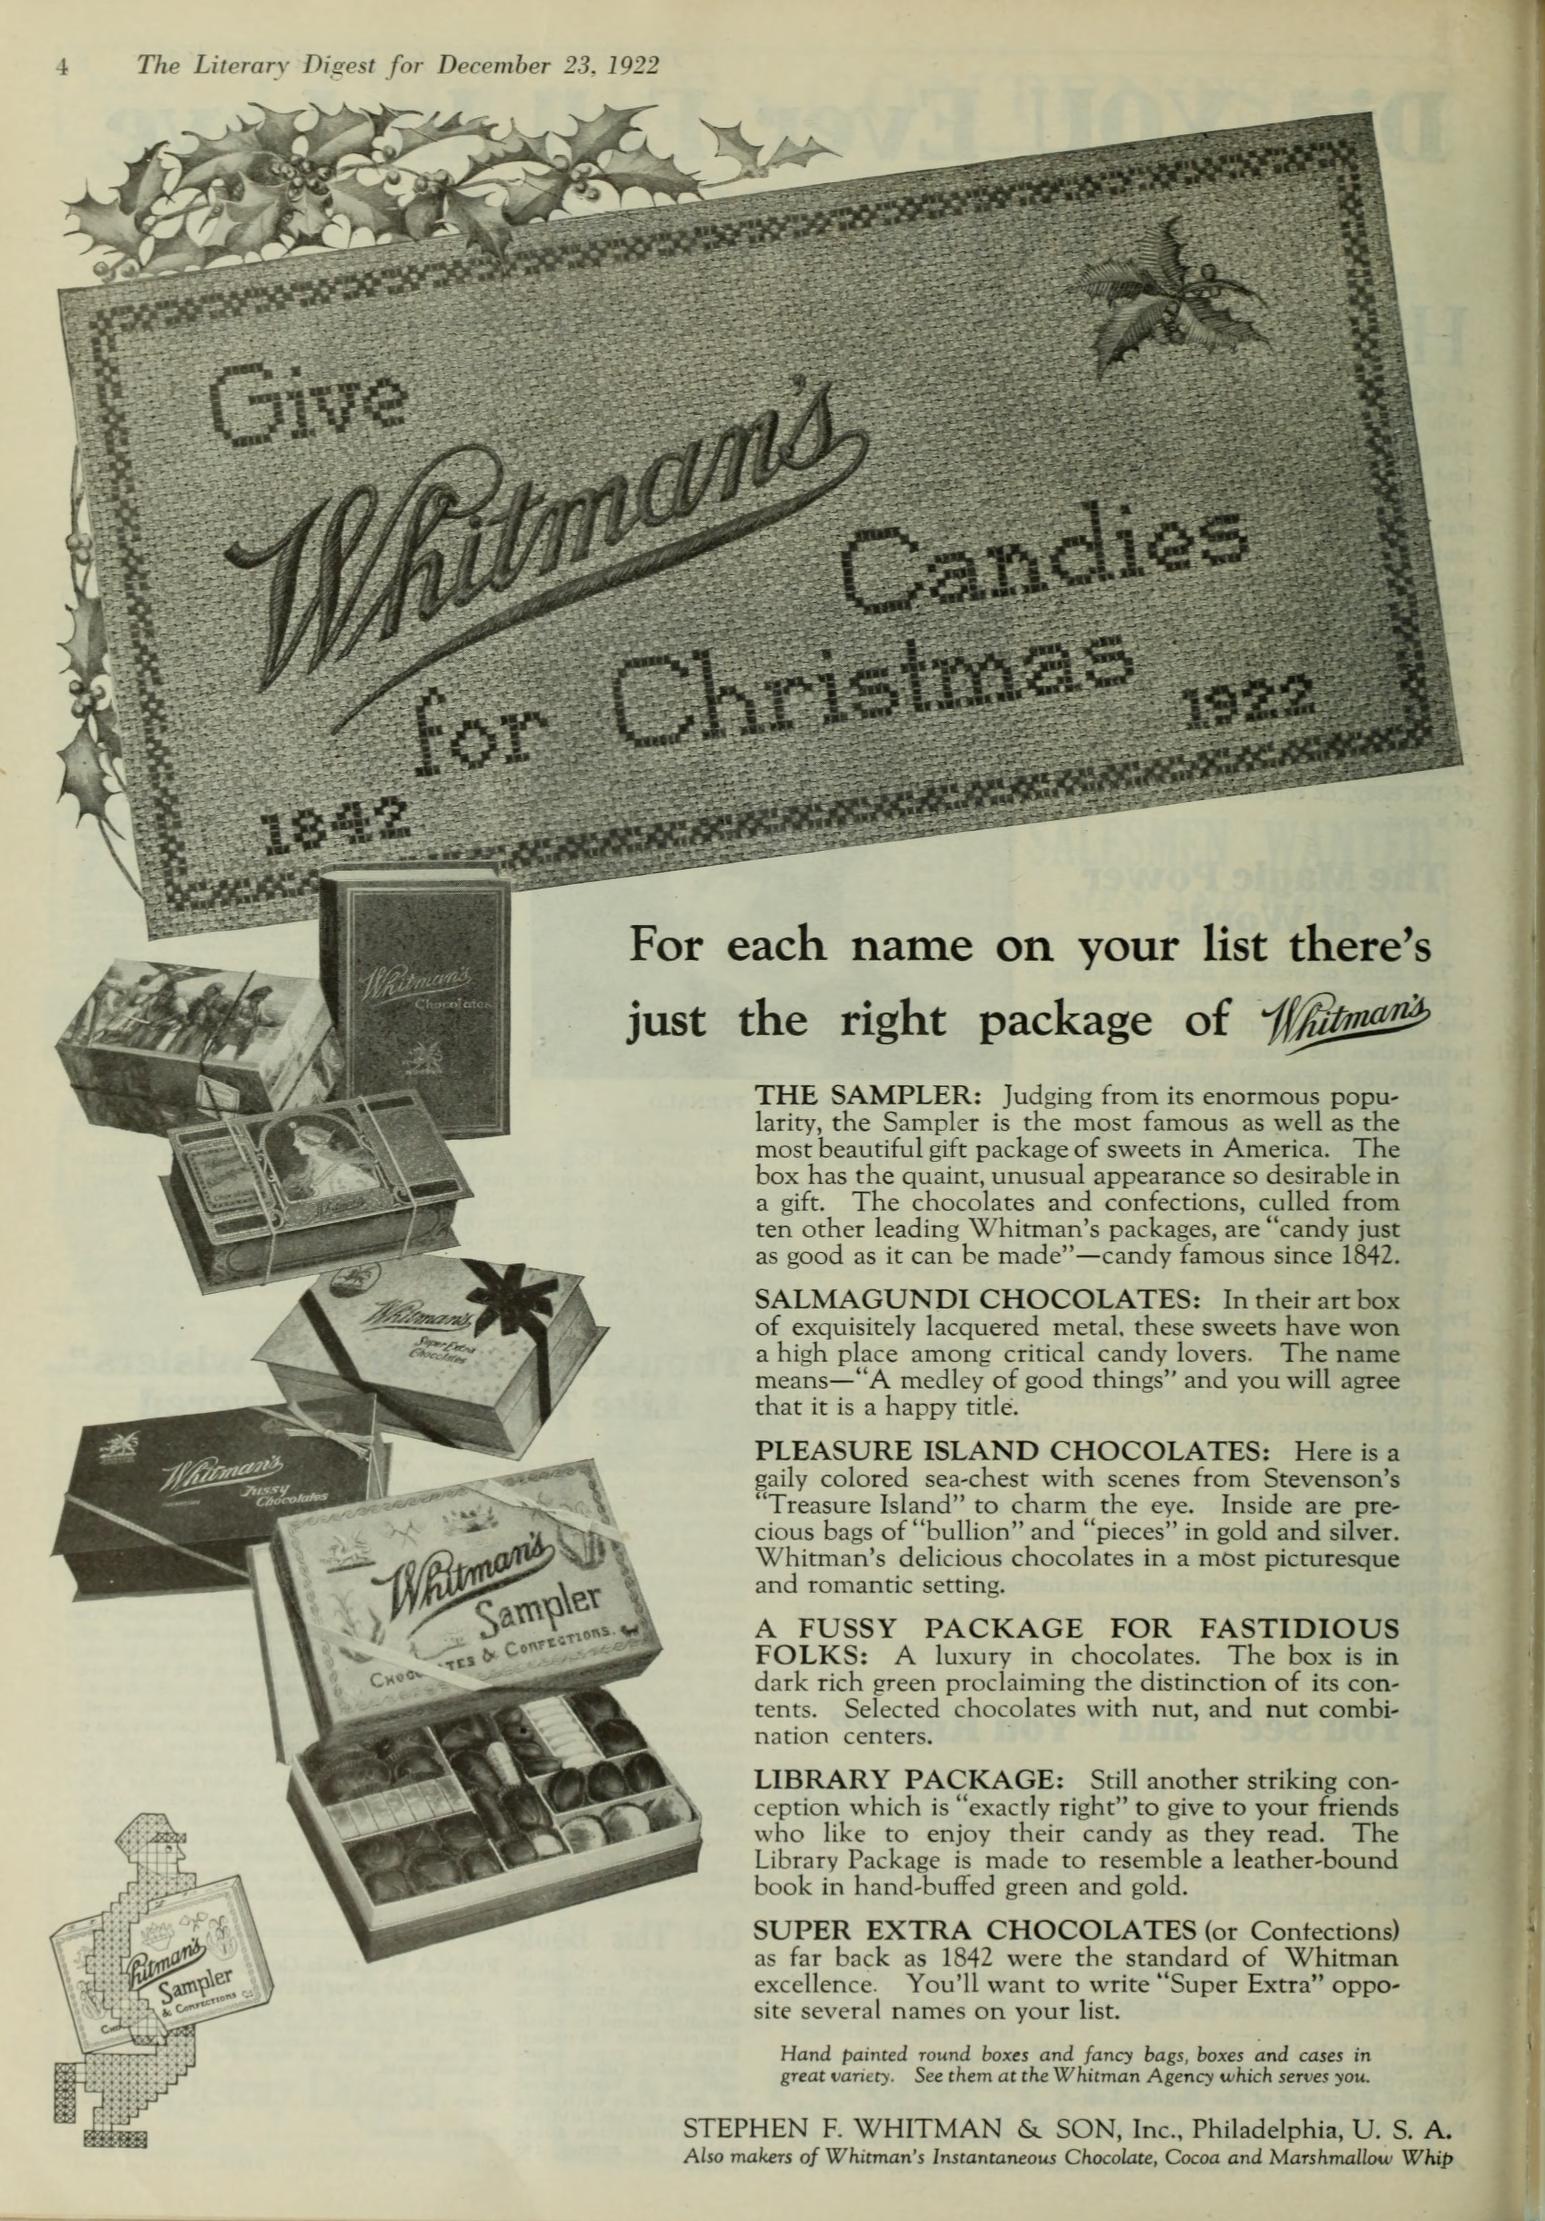 4 The Literary Digest for December 23, 1922
Give
Whitman's
Candies
for Christmas
1842
1922
Whitman's
Chocolates
Whitman's
Super Extra
Chocolates
Whitman's
Fussy
Chocolates
Whitman's
Sampler
CHOCOLATES & CONFECTIONS
Whitman's
Sampler
& CONFECTIONS
For each name on your list there's
just the right package of Whitman's
THE SAMPLER: Judging from its enormous popu-
larity, the Sampler is the most famous as well as the
most beautiful gift package of sweets in America. The
box has the quaint, unusual appearance so desirable in
a gift. The chocolates and confections, culled from
ten other leading Whitman's packages, are "candy just
as good as it can be made"—candy famous since 1842.
SALMAGUNDI CHOCOLATES: In their art box
of exquisitely lacquered metal, these sweets have won
a high place among critical candy lovers. The name
means—"A medley of good things" and you will agree
that it is a happy title.
PLEASURE ISLAND CHOCOLATES: Here is a
gaily colored sea-chest with scenes from Stevenson's
"Treasure Island" to charm the eye. Inside are pre-
cious bags of "bullion" and "pieces" in gold and silver.
Whitman's delicious chocolates in a most picturesque
and romantic setting.
A FUSSY PACKAGE FOR FASTIDIOUS
FOLKS: A luxury in chocolates. The box is in
dark rich green proclaiming the distinction of its con-
tents. Selected chocolates with nut, and nut combi-
nation centers.
LIBRARY PACKAGE: Still another striking con-
ception which is "exactly right" to give to your friends
who like to enjoy their candy as they read. The
Library Package is made to resemble a leather-bound
book in hand-buffed green and gold.
SUPER EXTRA CHOCOLATES (or Confections)
as far back as 1842 were the standard of Whitman
excellence. You'll want to write "Super Extra" oppo-
site several names on your list.
Hand painted round boxes and fancy bags, boxes and cases in
great variety. See them at the Whitman Agency which serves you.
STEPHEN F. WHITMAN & SON, Inc., Philadelphia, U. S. A.
Also makers of Whitman's Instantaneous Chocolate, Cocoa and Marshmallow Whip